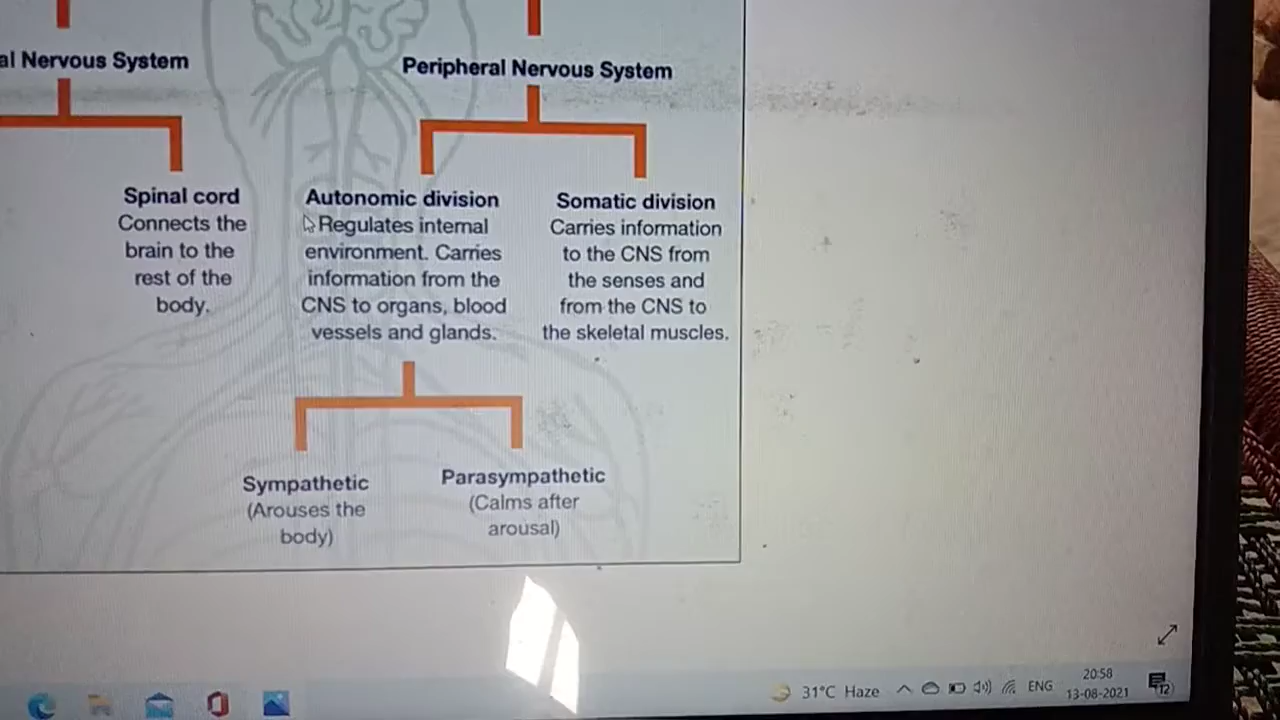 al Nervous System
Peripheral Nervous System
Spinal cord
Connects the
brain to the
rest of the
body.
Autonomic division
Regulates internal
environment. Carries
information from the
CNS to organs, blood
vessels and glands.
Somatic division
Carries information
to the CNS from
the senses and
from the CNS to
the skeletal muscles.
Sympathetic
(Arouses the
body)
Parasympathetic
(Calms after
arousal)
31°C Haze
ENG
20:58
13-08-2021
12